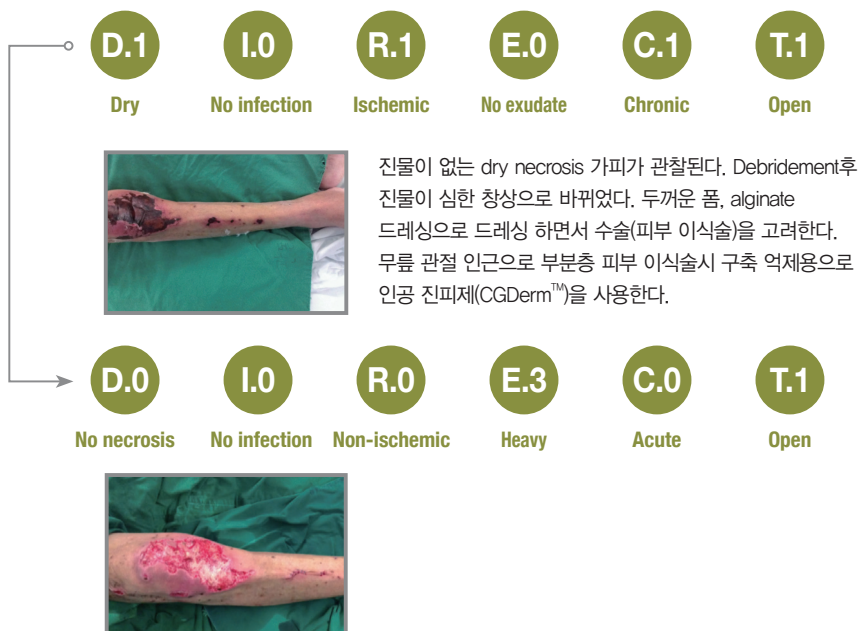 D.1 I.0 R.1 E.0 C.1 T.1
Dry No infection Ischemic No exudate Chronic Open
진물이 없는 dry necrosis 가피가 관찰된다. Debridement후
진물이 심한 창상으로 바뀌었다. 두꺼운 폼, alginate
드레싱으로 드레싱 하면서 수술(피부 이식술)을 고려한다.
무릎 관절 인근으로 부분층 피부 이식술시 구축 억제용으로
인공 진피제(CGDerm™)을 사용한다.
D.0 I.0 R.0 E.3 C.0 T.1
No necrosis No infection Non-ischemic Heavy Acute Open